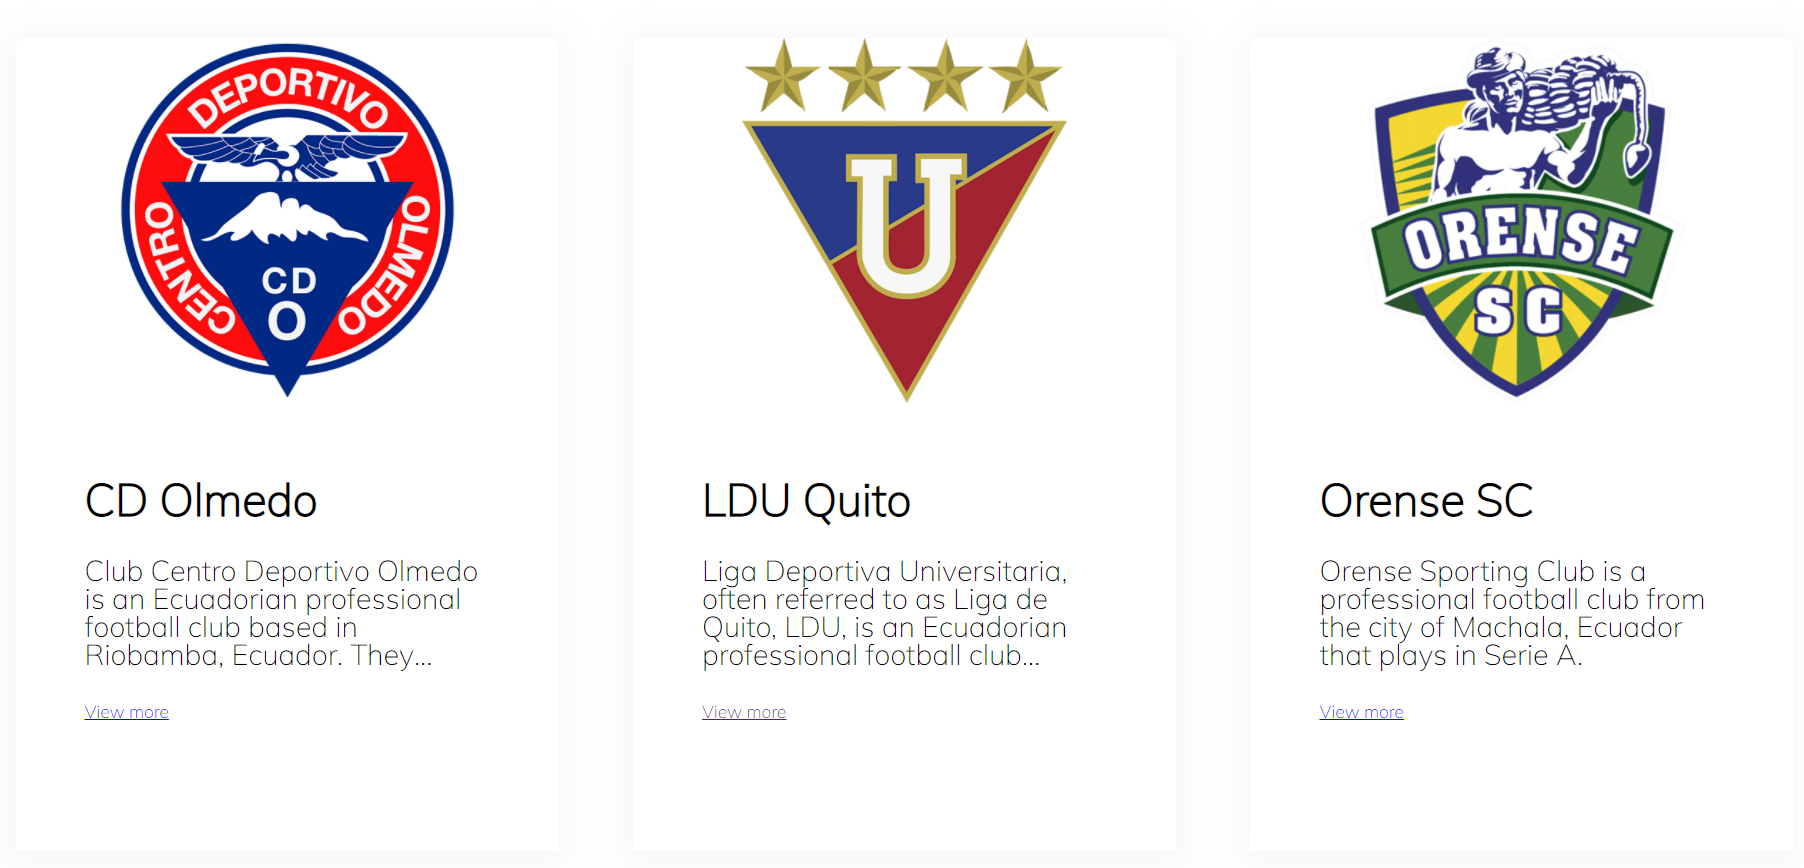 CENTRO DEPORTIVO OLMEDO
CD
O
CD Olmedo
Club Centro Deportivo Olmedo
is an Ecuadorian professional
football club based in
Riobamba, Ecuador. They...
View more
U
LDU Quito
Liga Deportiva Universitaria,
often referred to as Liga de
Quito, LDU, is an Ecuadorian
professional football club...
View more
ORENSE
SC
Orense SC
Orense Sporting Club is a
professional football club from
the city of Machala, Ecuador
that plays in Serie A.
View more